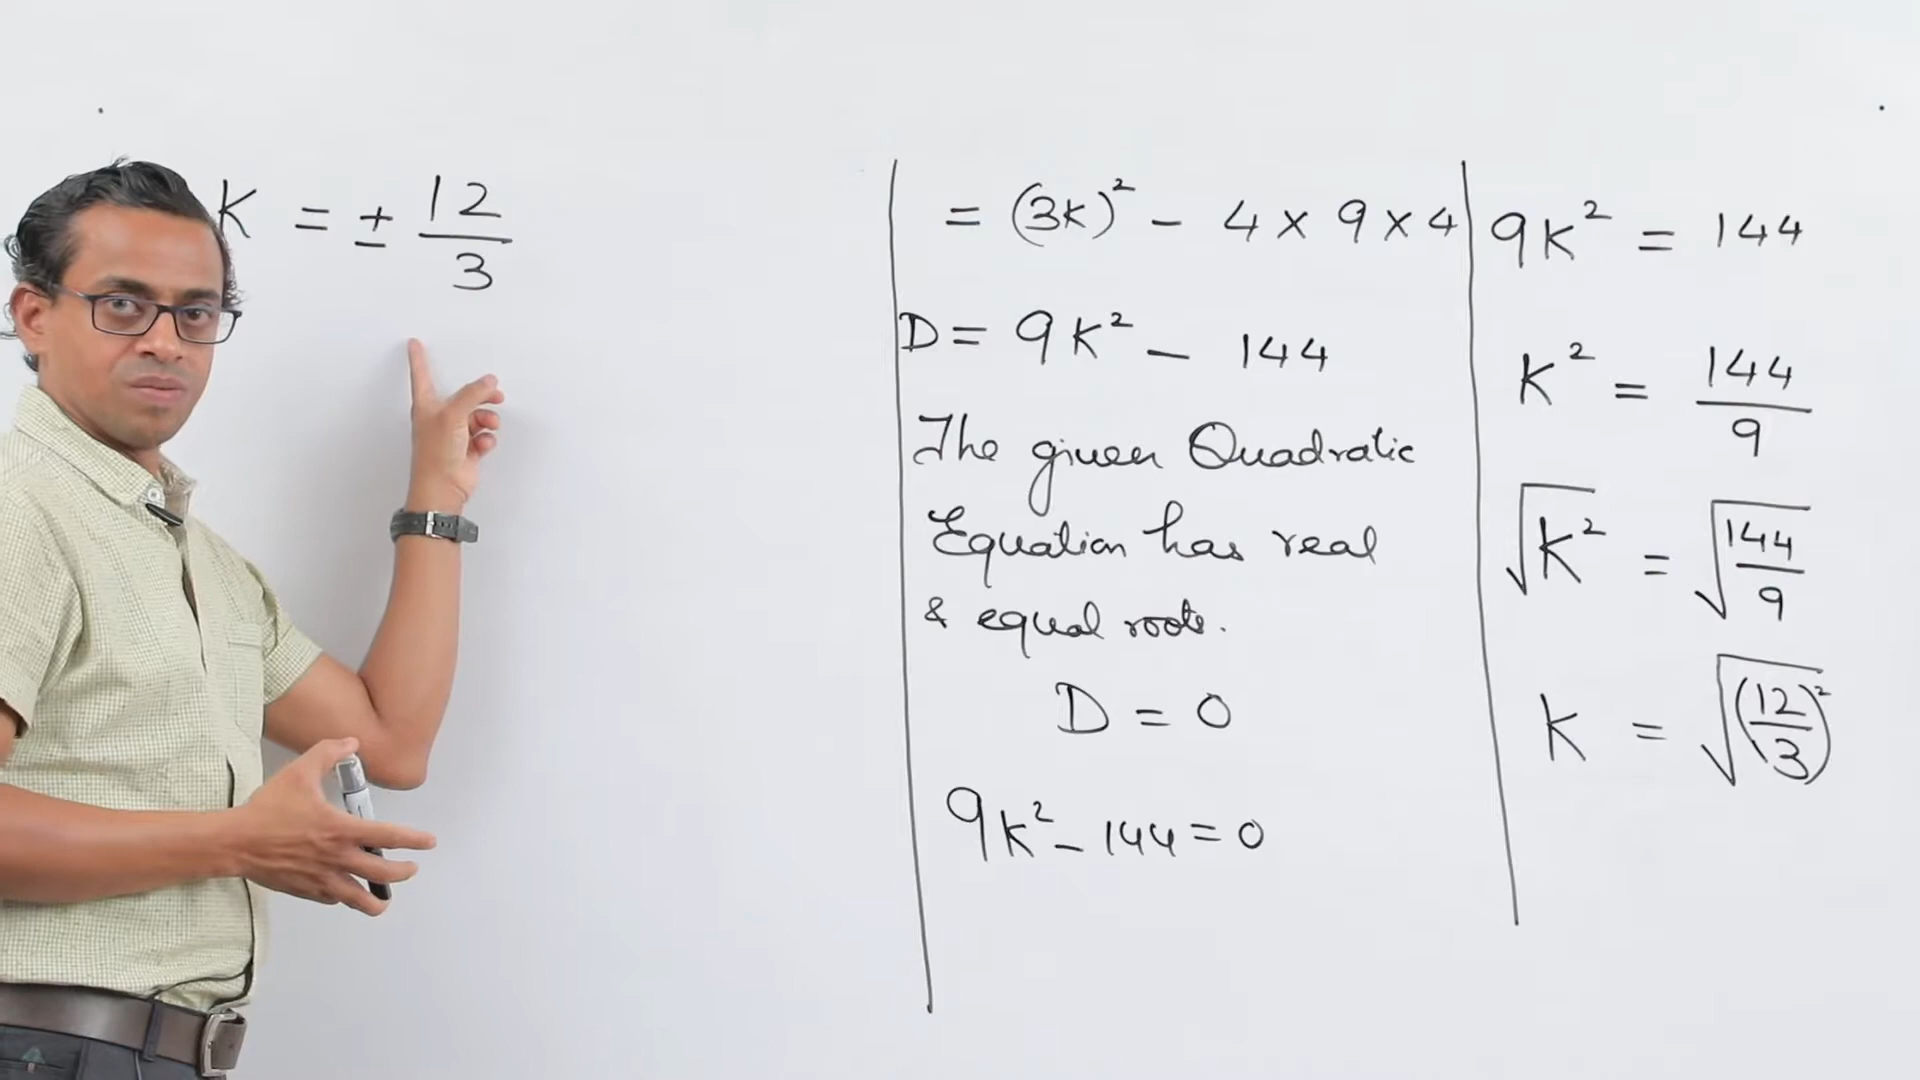 K = ± 12/3
= (3K)² - 4 × 9 × 4
D = 9K² - 144
The given Quadratic
Equation has real
& equal roots.
D = 0
9K² - 144 = 0
9K² = 144
K² = 144/9
√K² = √144/9
K = √(12/3)²